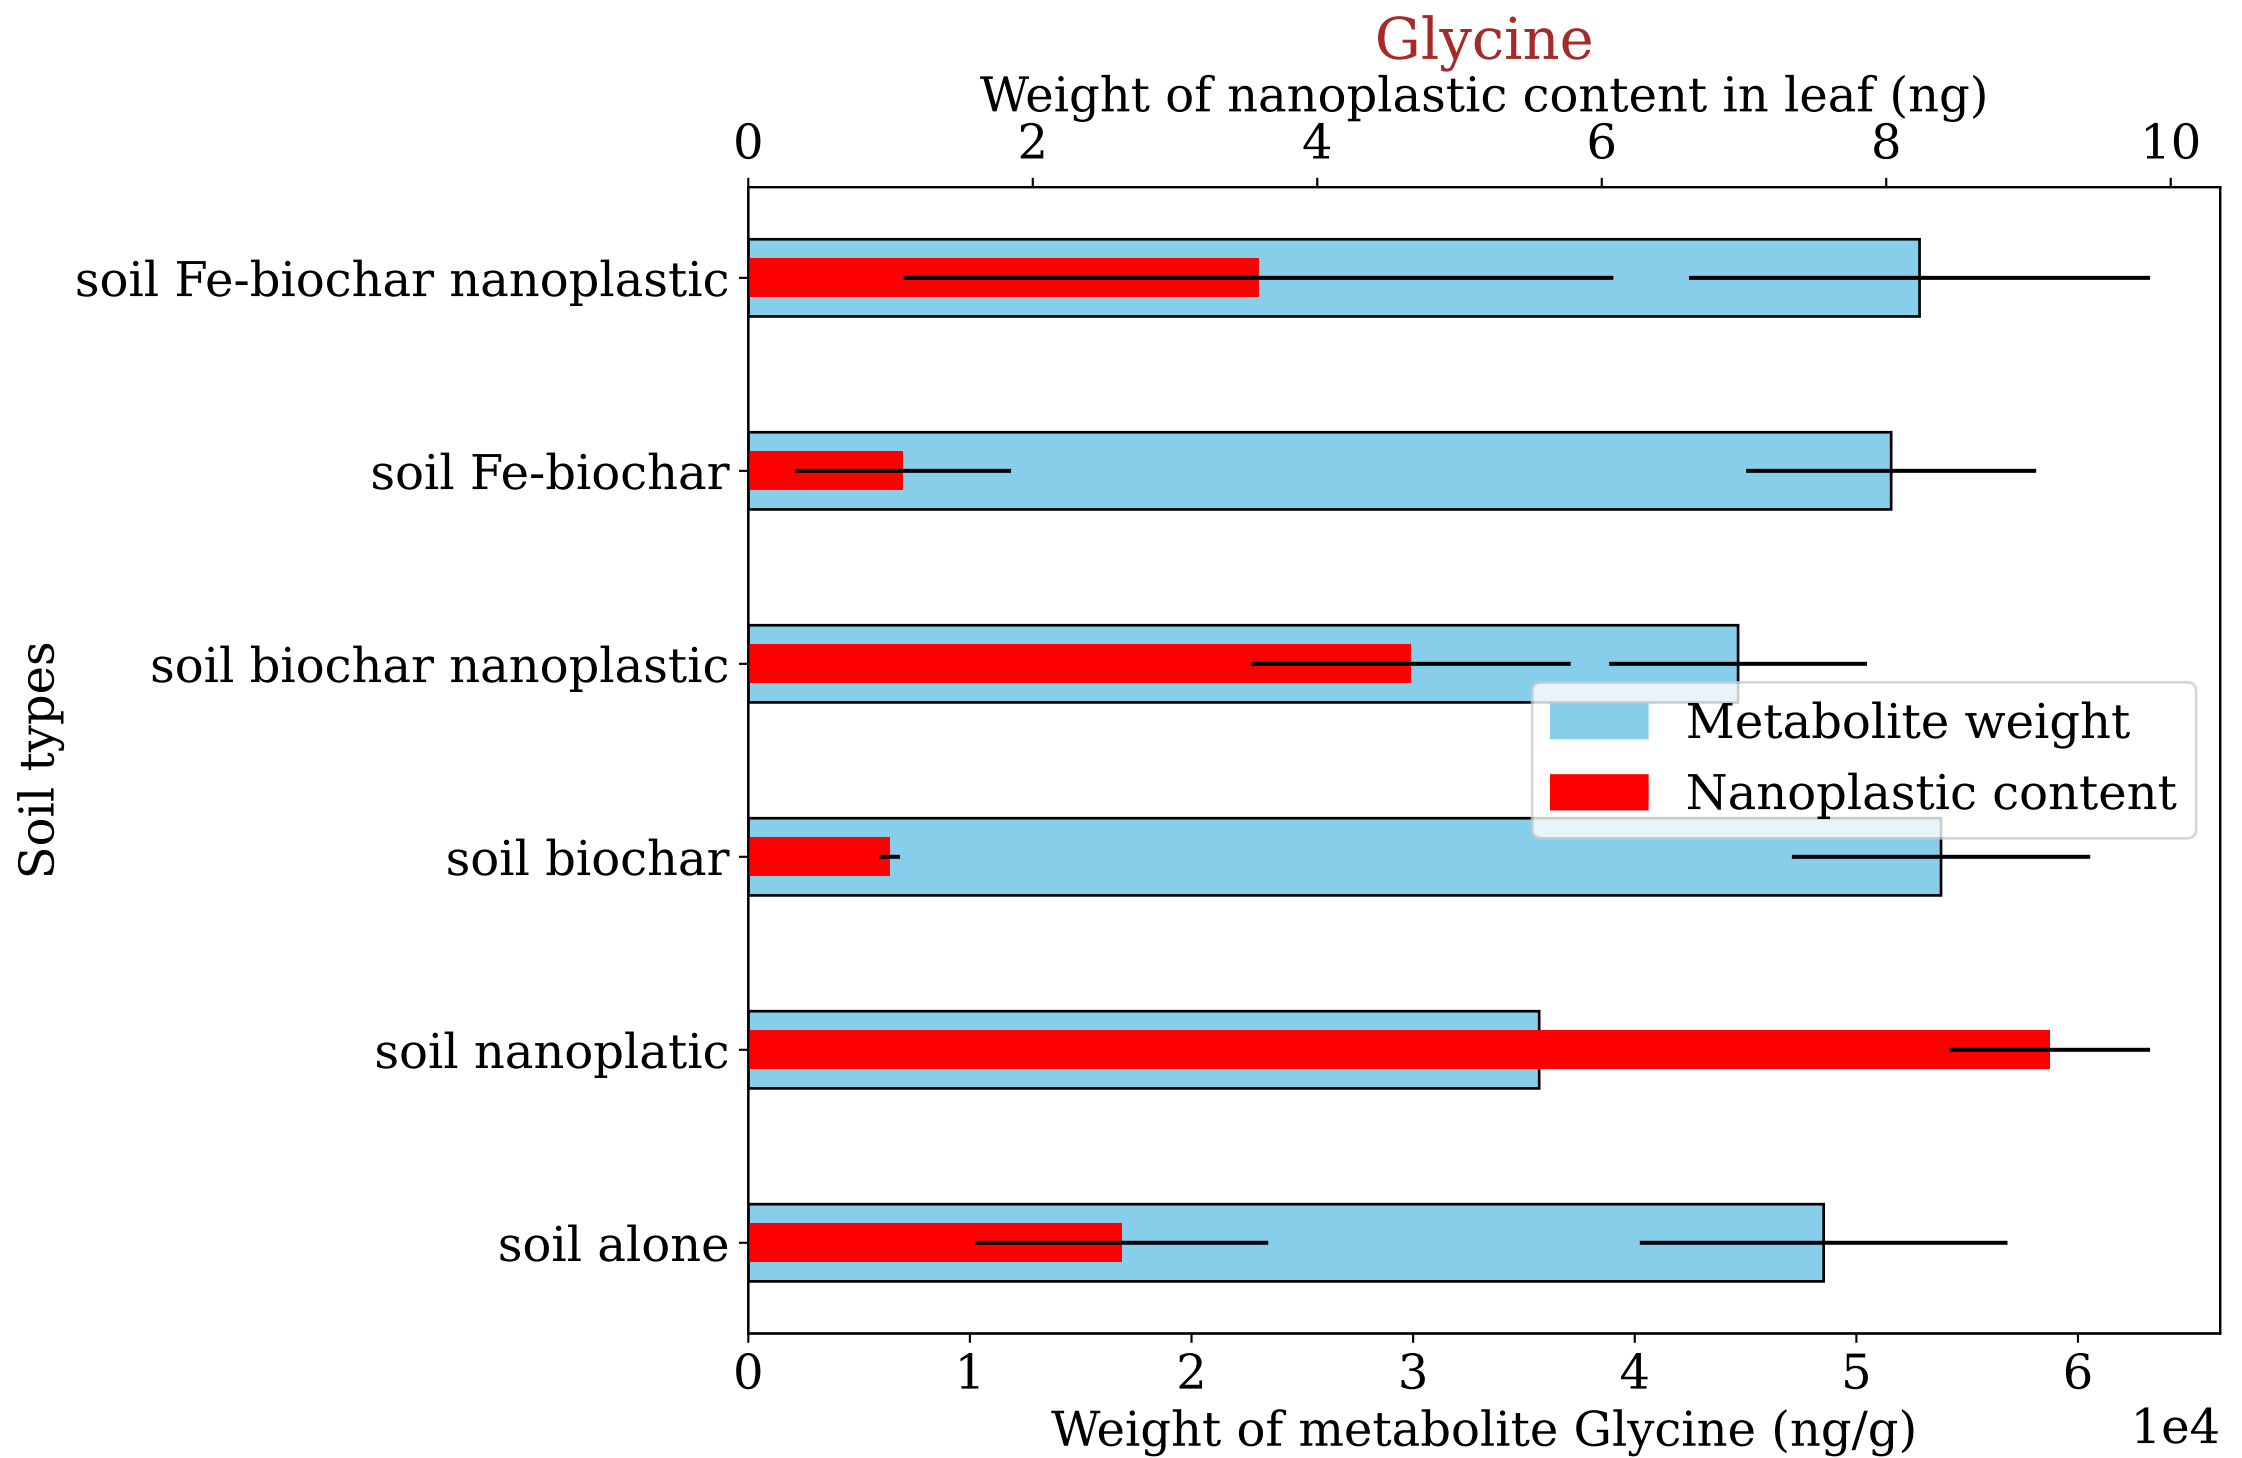 Glycine
Weight of nanoplastic content in leaf (ng)
0 2 4 6 8 10
soil Fe-biochar nanoplastic
soil Fe-biochar
soil biochar nanoplastic
soil biochar
soil nanoplatic
soil alone
Soil types
Metabolite weight
Nanoplastic content
0 1 2 3 4 5 6
Weight of metabolite Glycine (ng/g)
1e4